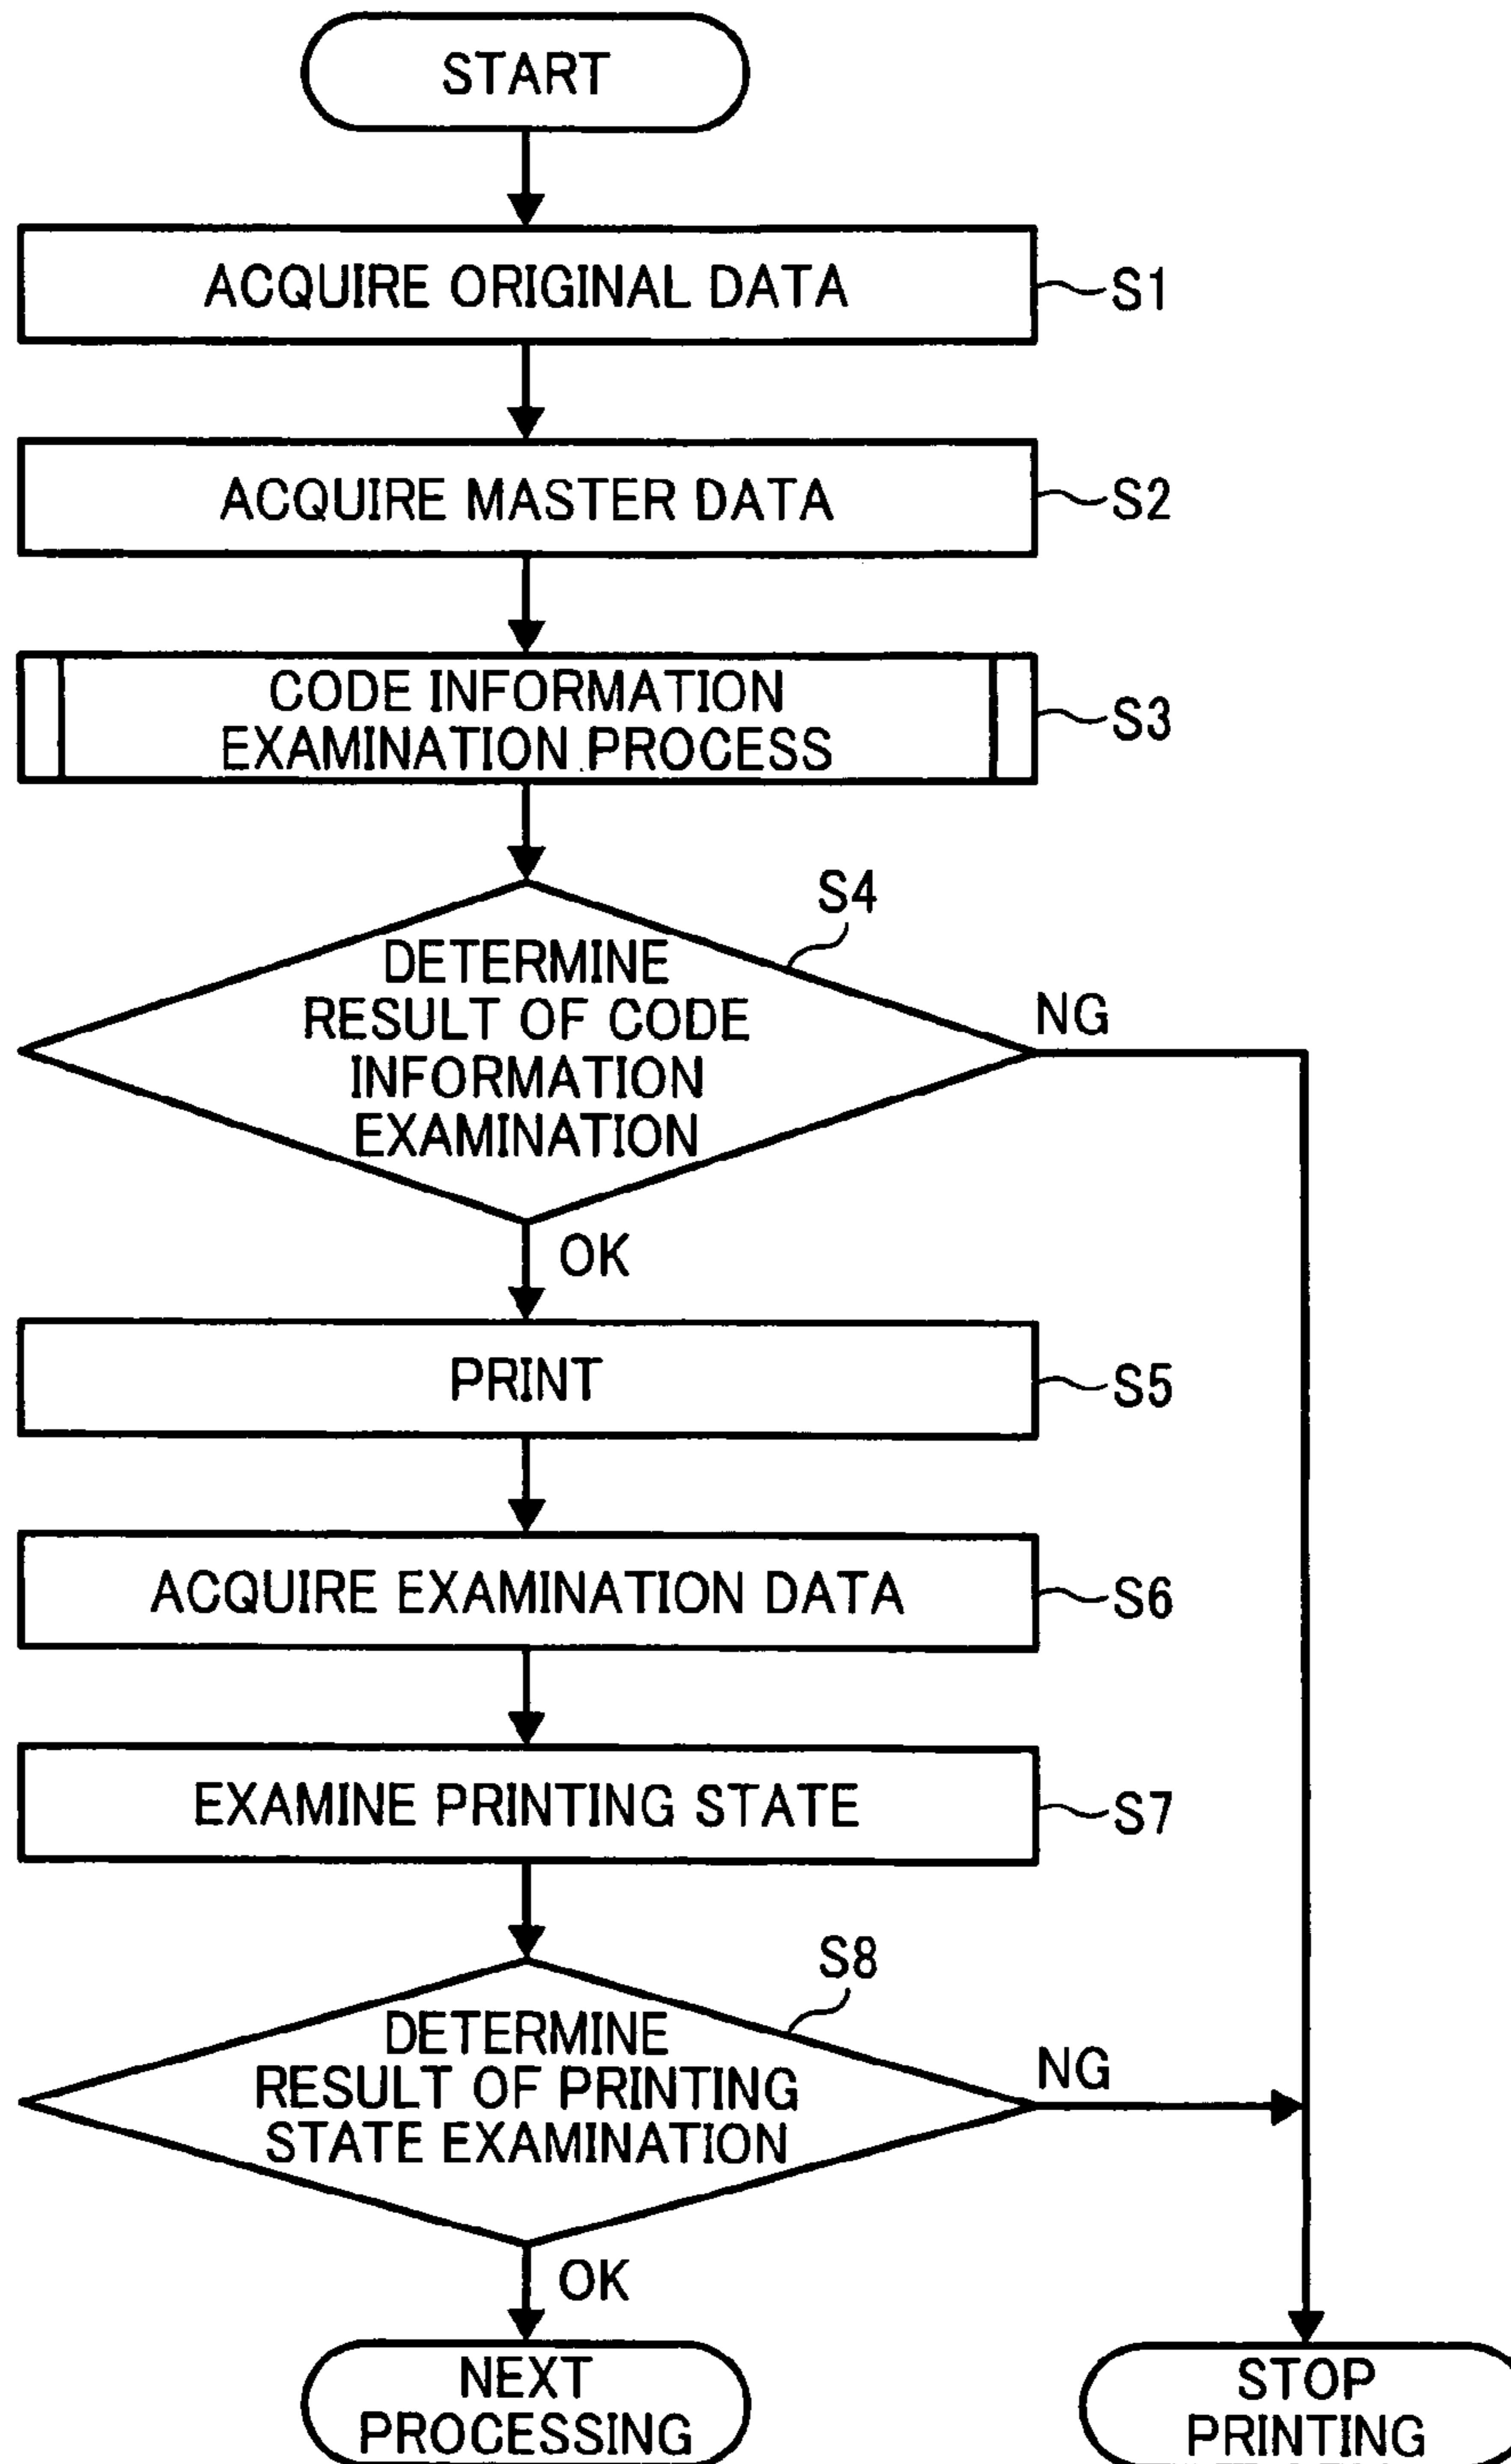 START
ACQUIRE ORIGINAL DATA
S1
ACQUIRE MASTER DATA
S2
CODE INFORMATION
EXAMINATION PROCESS
S3
S4
DETERMINE
RESULT OF CODE
INFORMATION
EXAMINATION
NG
OK
PRINT
S5
ACQUIRE EXAMINATION DATA
S6
EXAMINE PRINTING STATE
S7
S8
DETERMINE
RESULT OF PRINTING
STATE EXAMINATION
NG
OK
NEXT
PROCESSING
STOP
PRINTING